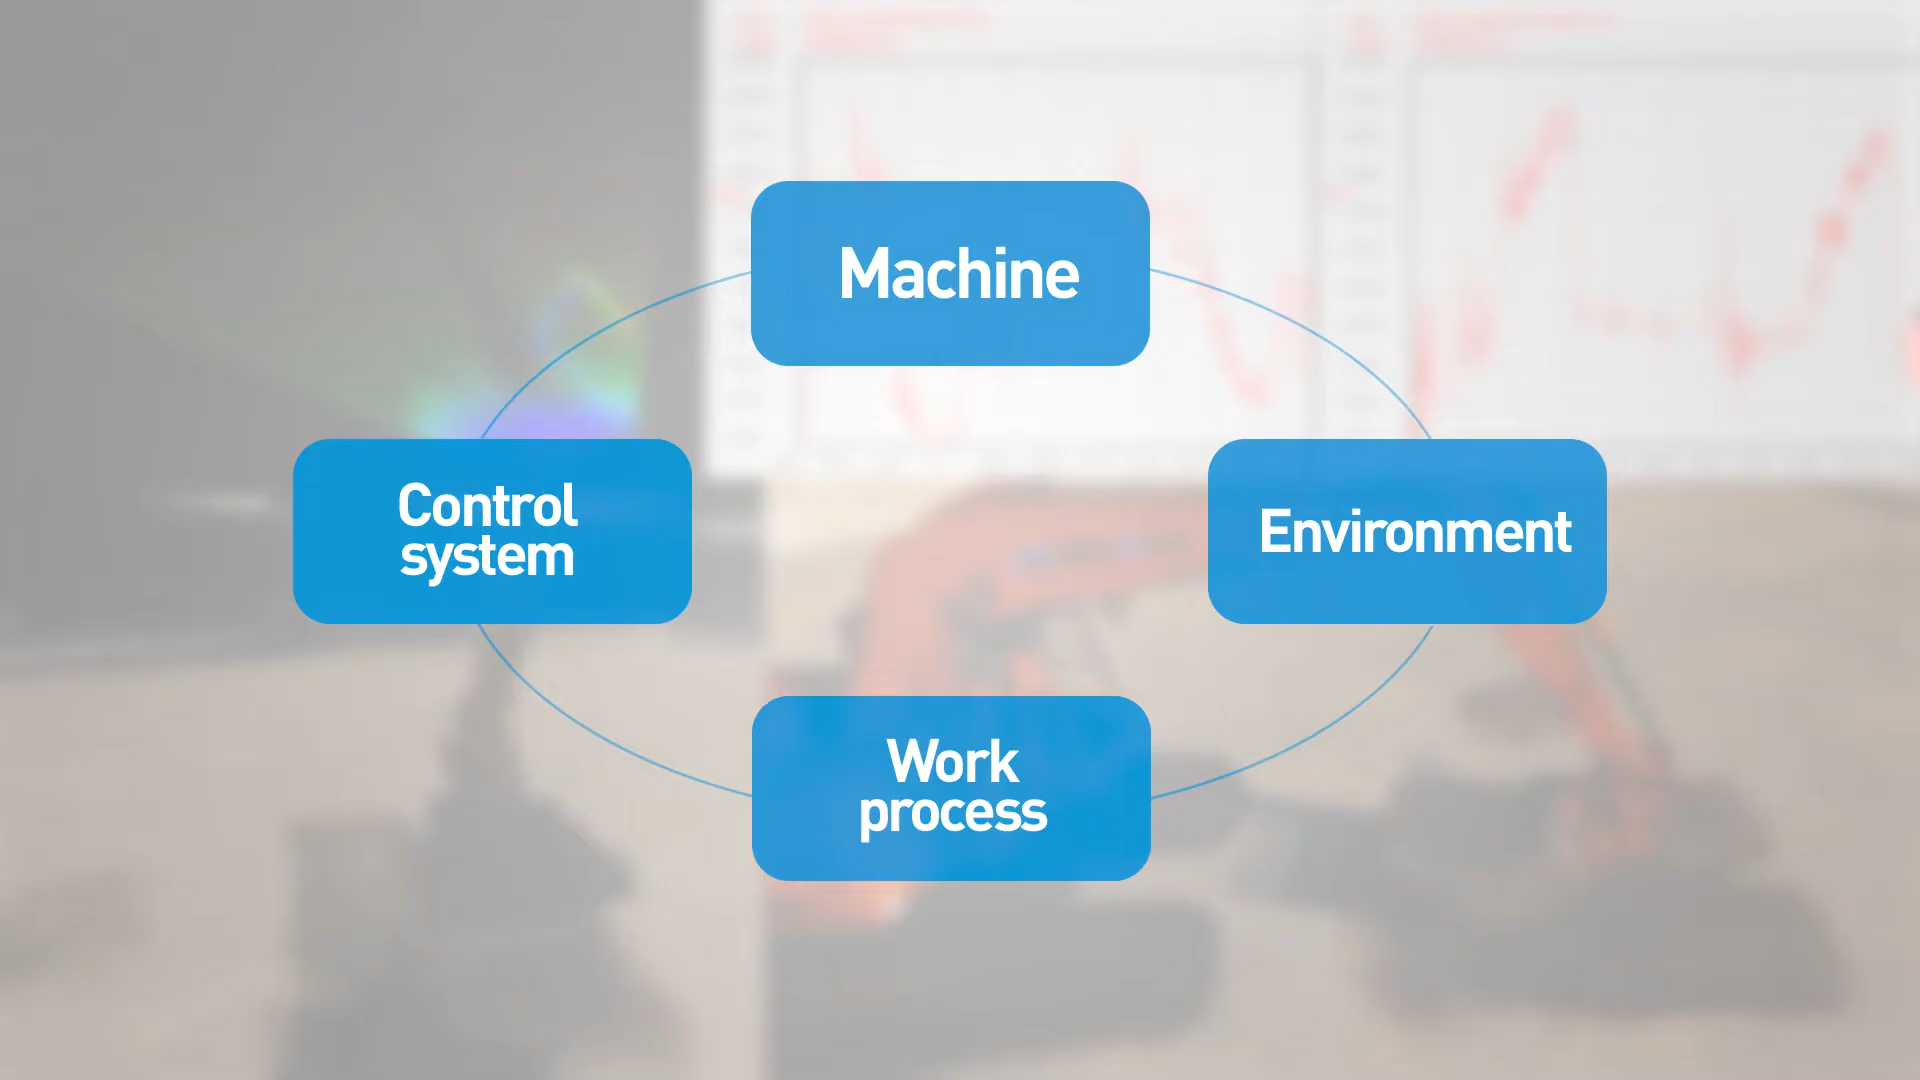 Machine
Control
system
Environment
Work
process